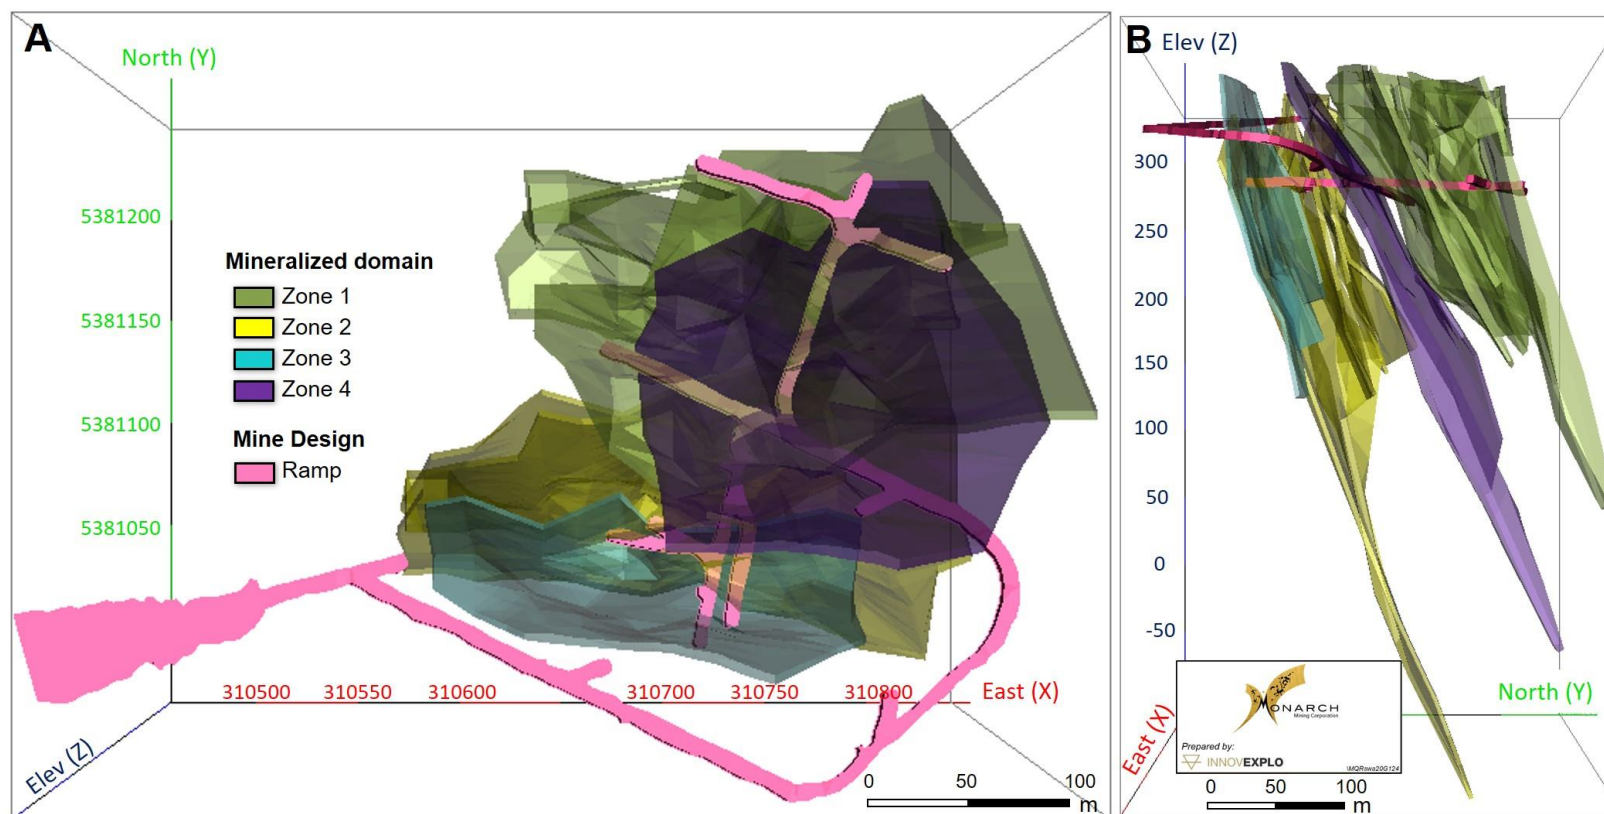 A
North (Y)
5381200
5381150
5381100
5381050
Mineralized domain
Zone 1
Zone 2
Zone 3
Zone 4
Mine Design
Ramp
310500 310550 310600 310700 310750 310800 East (X)
Elev (Z)
0 50 100
m
B
Elev (Z)
300
250
200
150
100
50
0
-50
North (Y)
East (X)
MONARCH
Mining Corporation
Prepared by:
INNOVEXPLO
0 50 100
m